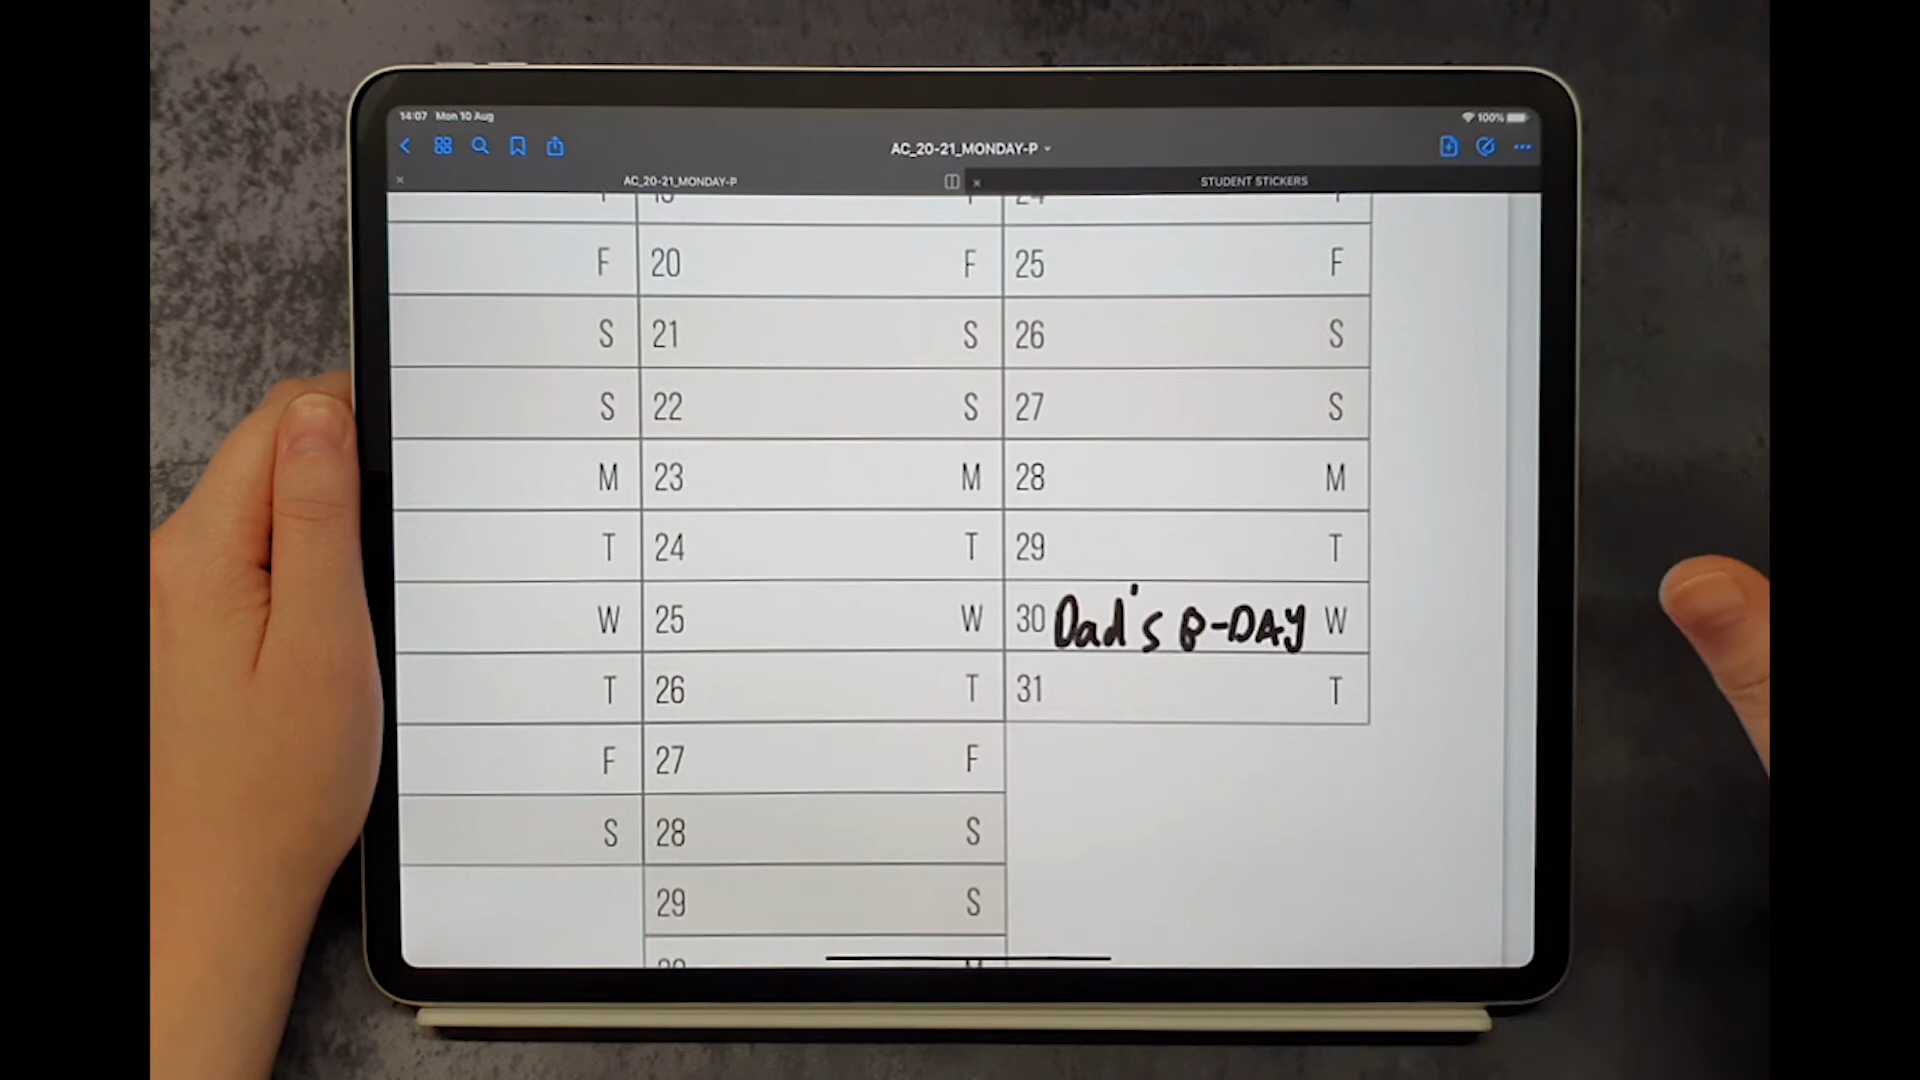 14:07 Mon 10 Aug
100%
AC_20-21_MONDAY-P
AC_20-21_MONDAY-P
STUDENT STICKERS
F 20 F 25 F
S 21 S 26 S
S 22 S 27 S
M 23 M 28 M
T 24 T 29 T
W 25 W 30 Dad's B-DAY W
T 26 T 31 T
F 27 F
S 28 S
29 S